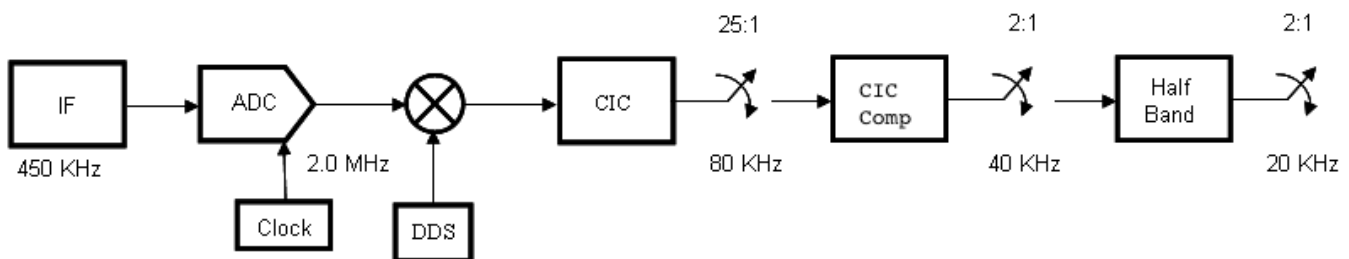 25:1
2:1
2:1
IF
ADC
CIC
CIC
Comp
Half
Band
450 KHz
2.0 MHz
80 KHz
40 KHz
20 KHz
Clock
DDS